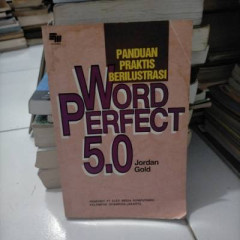 PANDUAN
PRAKTIS
BERILUSTRASI
WORD
PERFECT
5.0
Jordan
Gold